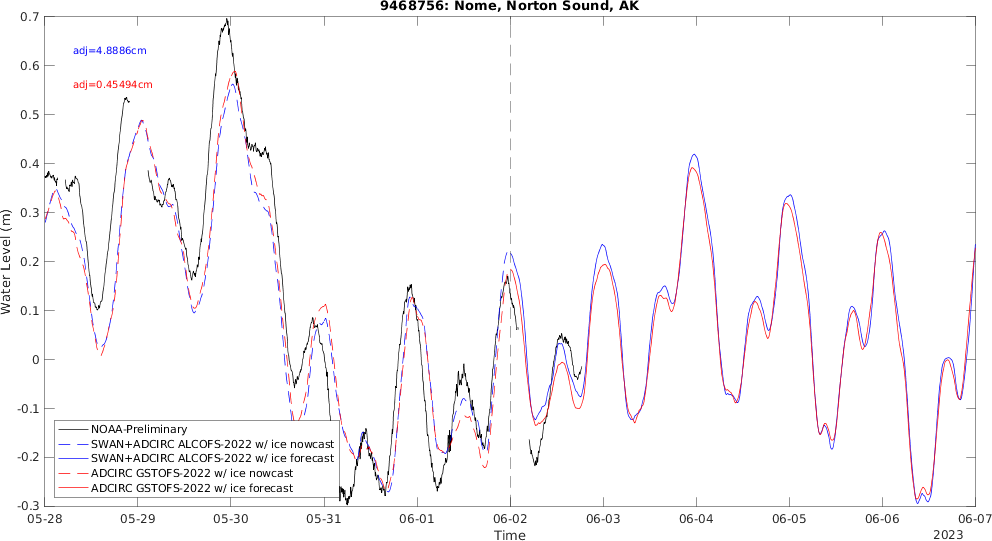 9468756: Nome, Norton Sound, AK
0.7
0.6
0.5
0.4
0.3
0.2
0.1
0
-0.1
-0.2
-0.3
Water Level (m)
adj=4.8886cm
adj=0.45494cm
NOAA-Preliminary
SWAN+ADCIRC ALCOFS-2022 w/ ice nowcast
SWAN+ADCIRC ALCOFS-2022 w/ ice forecast
ADCIRC GSTOFS-2022 w/ ice nowcast
ADCIRC GSTOFS-2022 w/ ice forecast
05-28 05-29 05-30 05-31 06-01 06-02 06-03 06-04 06-05 06-06 06-07
Time
2023